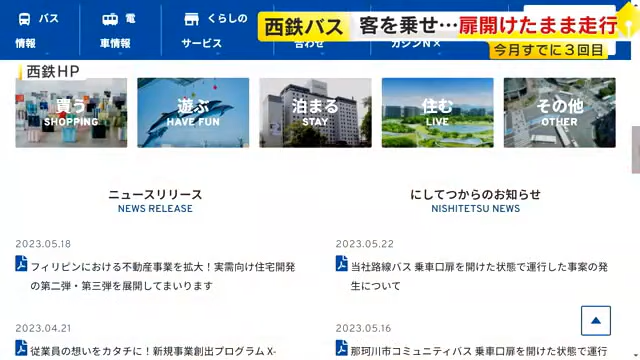 バス
情報
電
車情報
くらしの
サービス
西鉄バス 客を乗せ…扉開けたまま走行
今月すでに３回目
西鉄HP
買う
SHOPPING
遊ぶ
HAVE FUN
泊まる
STAY
住む
LIVE
その他
OTHER
ニュースリリース
NEWS RELEASE
2023.05.18
フィリピンにおける不動産事業を拡大！実需向け住宅開発
の第二弾・第三弾を展開してまいります
2023.04.21
従業員の想いをカタチに！新規事業創出プログラム X-
にしてつからのお知らせ
NISHITETSU NEWS
2023.05.22
当社路線バス 乗車口扉を開けた状態で運行した事案の発
生について
2023.05.16
那珂川市コミュニティバス 乗車口扉を開けた状態で運行